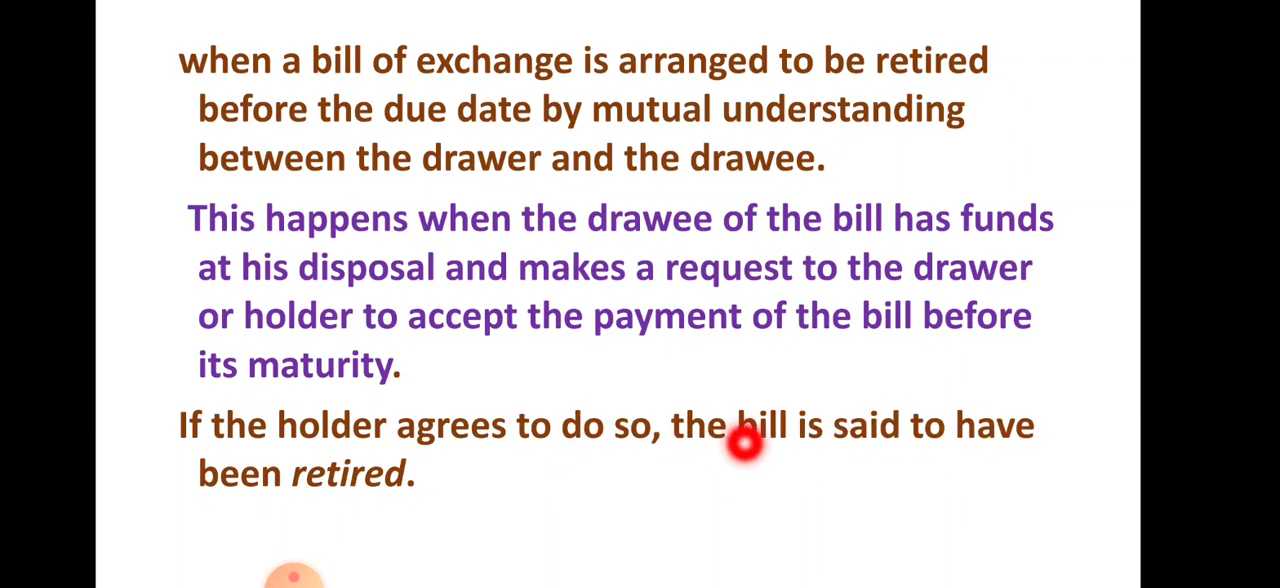 when a bill of exchange is arranged to be retired
before the due date by mutual understanding
between the drawer and the drawee.
This happens when the drawee of the bill has funds
at his disposal and makes a request to the drawer
or holder to accept the payment of the bill before
its maturity.
If the holder agrees to do so, the bill is said to have
been retired.